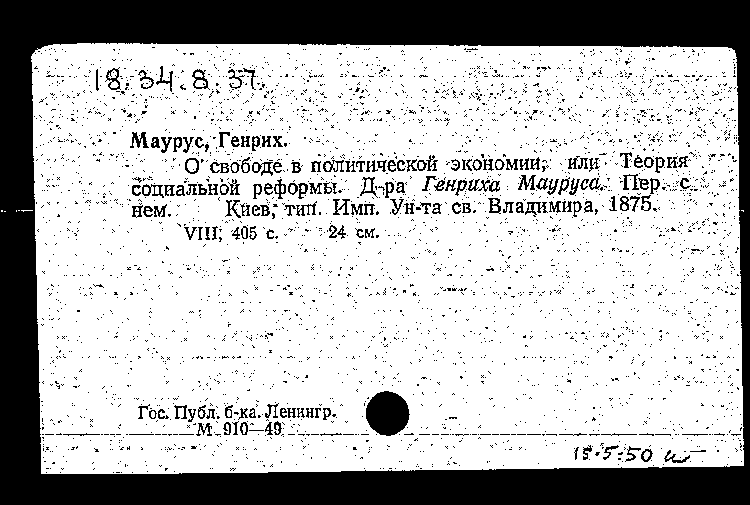 18.34.8.37.
Маурус, Генрих.
О свободе в политической экономии, или Теория
социальной реформы. Д-ра Генриха Мауруса. Пер. с
нем. Киев, тип. Имп. Ун-та св. Владимира, 1875.
VIII, 405 с. 24 см.
Гос. Публ. б-ка. Ленингр.
М 910—49
18.5.50